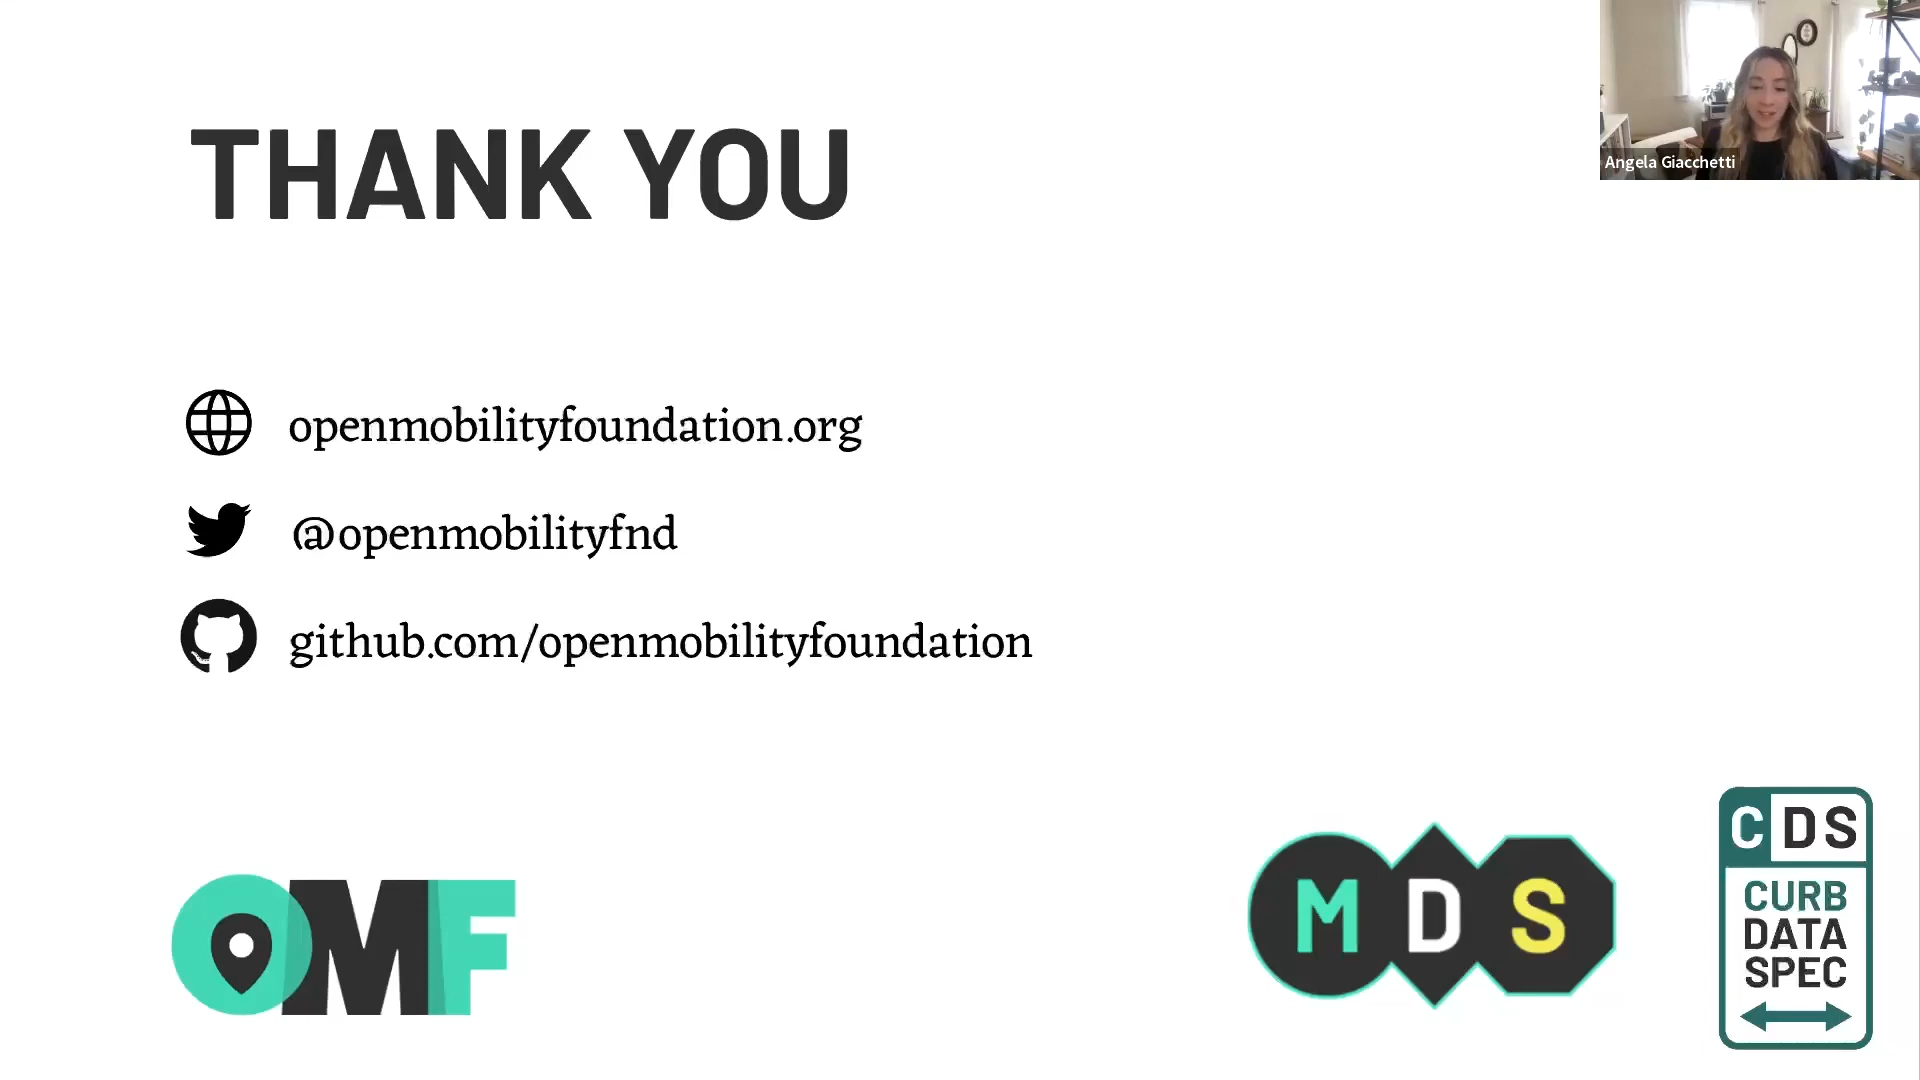 THANK YOU
Angela Giacchetti
openmobilityfoundation.org
@openmobilityfnd
github.com/openmobilityfoundation
OMF
MDS
CDS
CURB
DATA
SPEC